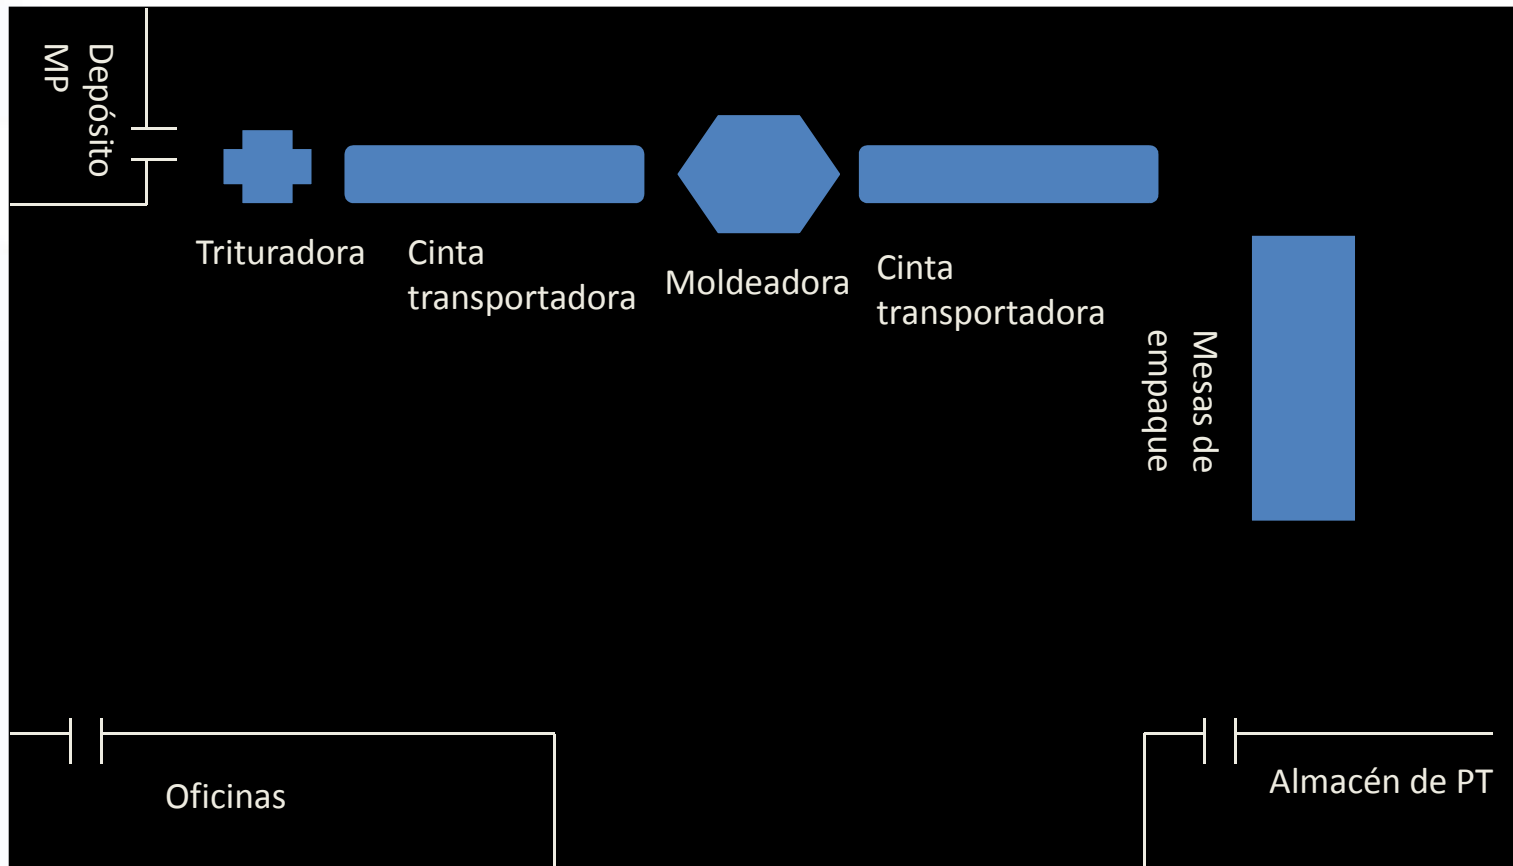 Depósito
MP
Trituradora
Cinta
transportadora
Moldeadora
Cinta
transportadora
Mesas de
empaque
Oficinas
Almacén de PT